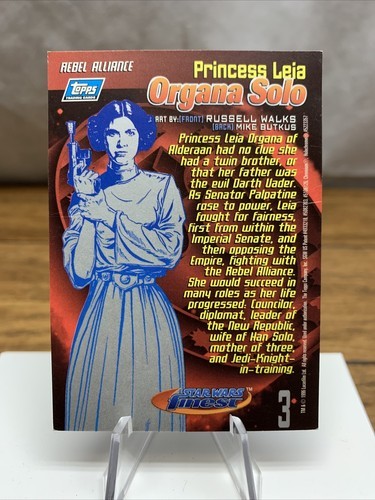 REBEL ALLIANCE
TOPPS
TRADING CARDS
Princess Leia
Organa Solo
ART BY: (FRONT) RUSSELL WALKS
(BACK) MIKE BUTKUS
Princess Leia Organa of
Alderaan had no clue she
had a twin brother, or
that her father was
the evil Darth Vader.
As Senator Palpatine
rose to power, Leia
fought for fairness,
first from within the
Imperial Senate, and
then opposing the
Empire, fighting with
the Rebel Alliance.
She would succeed in
many roles as her life
progressed: Councilor,
diplomat, leader of
the New Republic,
wife of Han Solo,
mother of three,
and Jedi-Knight-
in-training.
STAR WARS
finest
TM
3